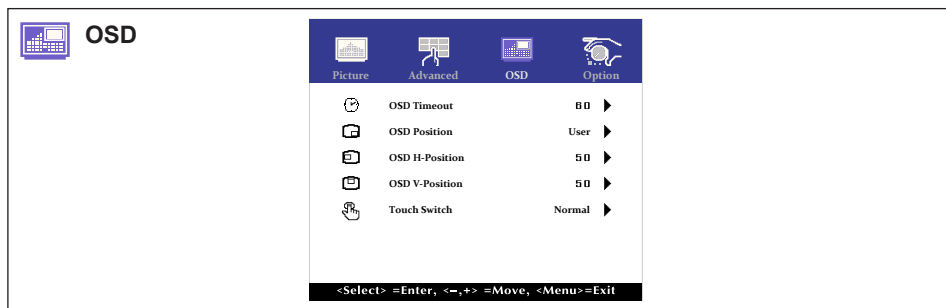 OSD
Picture Advanced OSD Option
OSD Timeout 60
OSD Position User
OSD H-Position 50
OSD V-Position 50
Touch Switch Normal
<Select> =Enter, <–,+> =Move, <Menu>=Exit